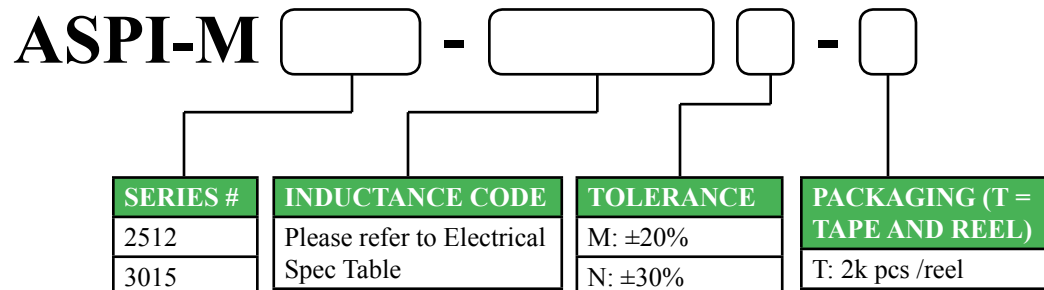 ASPI-M - -
SERIES #
2512
3015
INDUCTANCE CODE
Please refer to Electrical
Spec Table
TOLERANCE
M: ±20%
N: ±30%
PACKAGING (T =
TAPE AND REEL)
T: 2k pcs /reel